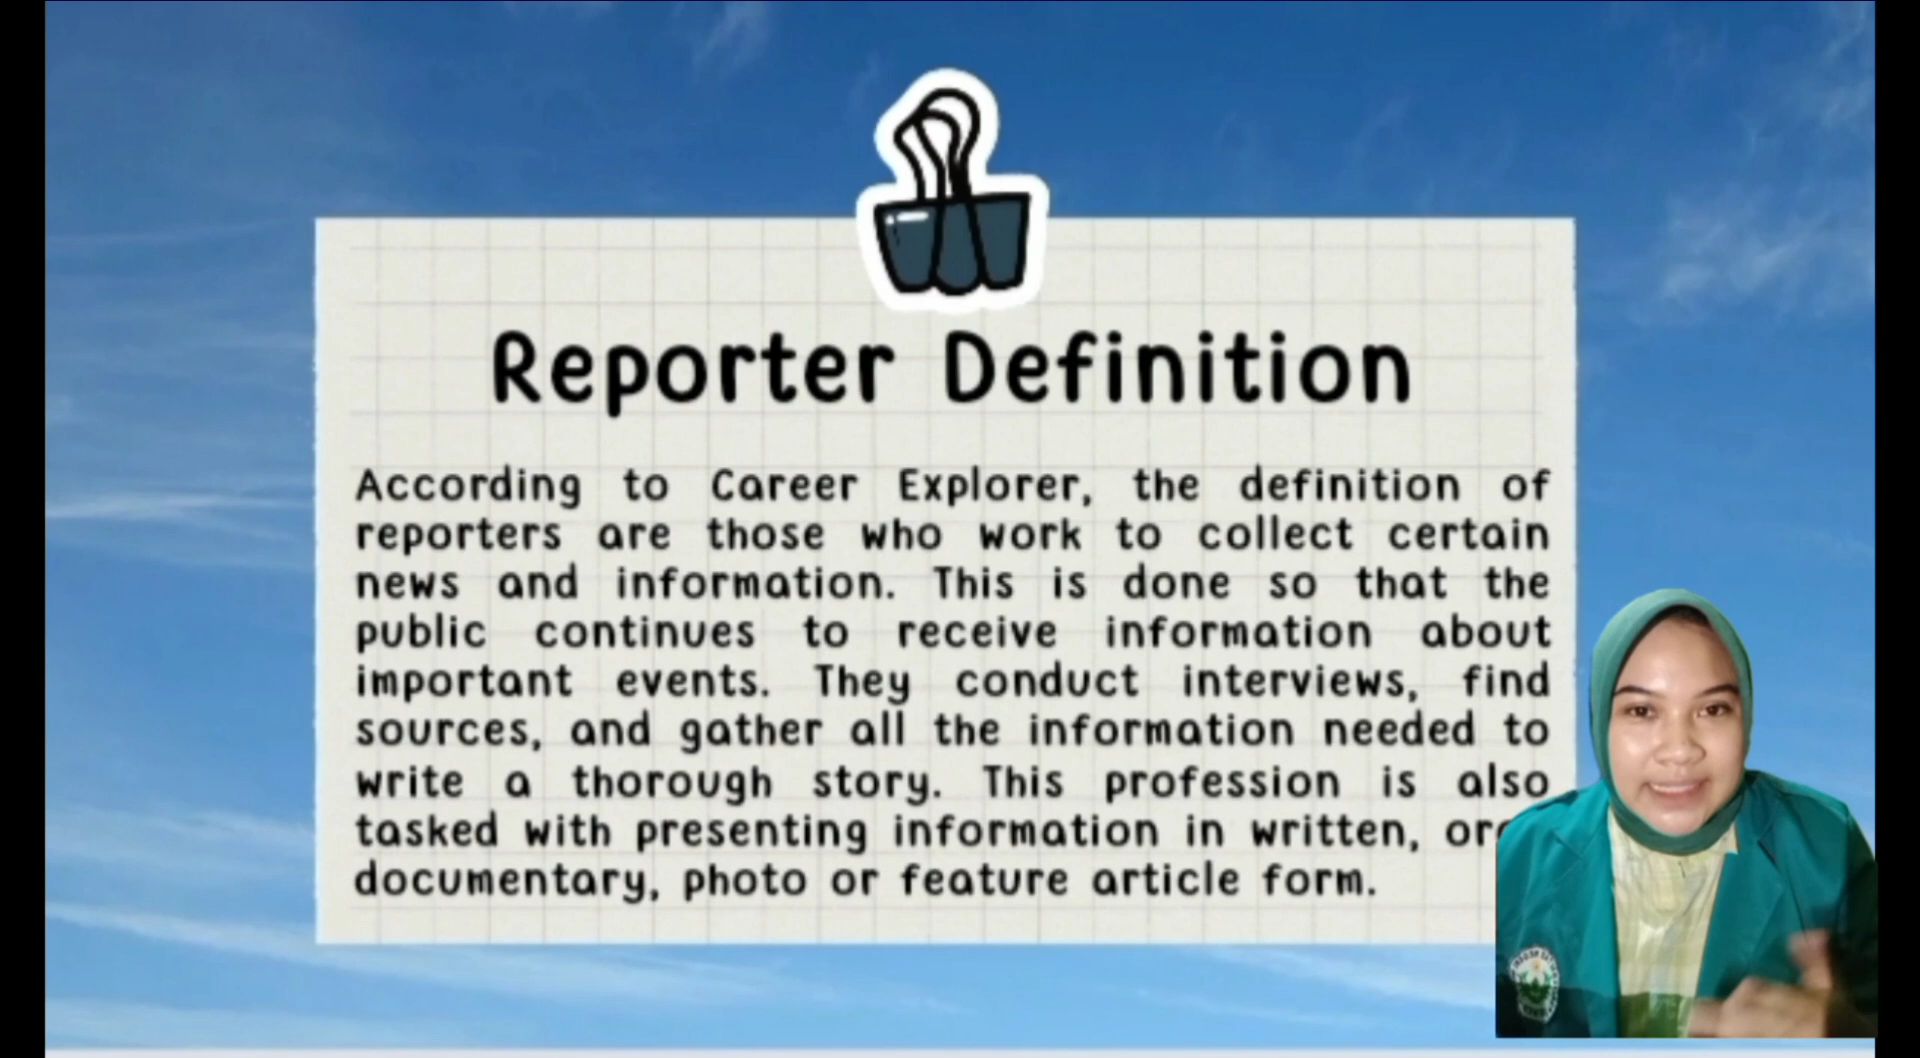 Reporter Definition
According to Career Explorer, the definition of
reporters are those who work to collect certain
news and information. This is done so that the
public continues to receive information about
important events. They conduct interviews, find
sources, and gather all the information needed to
write a thorough story. This profession is also
tasked with presenting information in written,
documentary, photo or feature article form.